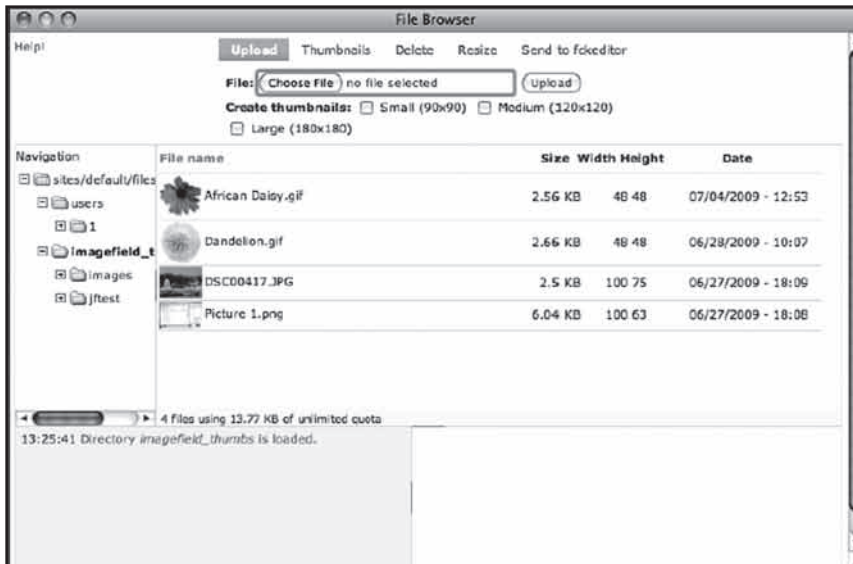 File Browser
Help!
Upload Thumbnails Delete Resize Send to fckeditor
File: Choose File no file selected Upload
Create thumbnails: Small (90x90) Medium (120x120)
Large (180x180)
Navigation
sites/default/files
users
1
imagefield_t
images
jftest
File name Size Width Height Date
African Daisy.gif 2.56 KB 48 48 07/04/2009 - 12:53
Dandelion.gif 2.66 KB 48 48 06/28/2009 - 10:07
DSC00417.JPG 2.5 KB 100 75 06/27/2009 - 18:09
Picture 1.png 6.04 KB 100 63 06/27/2009 - 18:08
4 files using 13.77 KB of unlimited quota
13:25:41 Directory imagefield_thumbs is loaded.